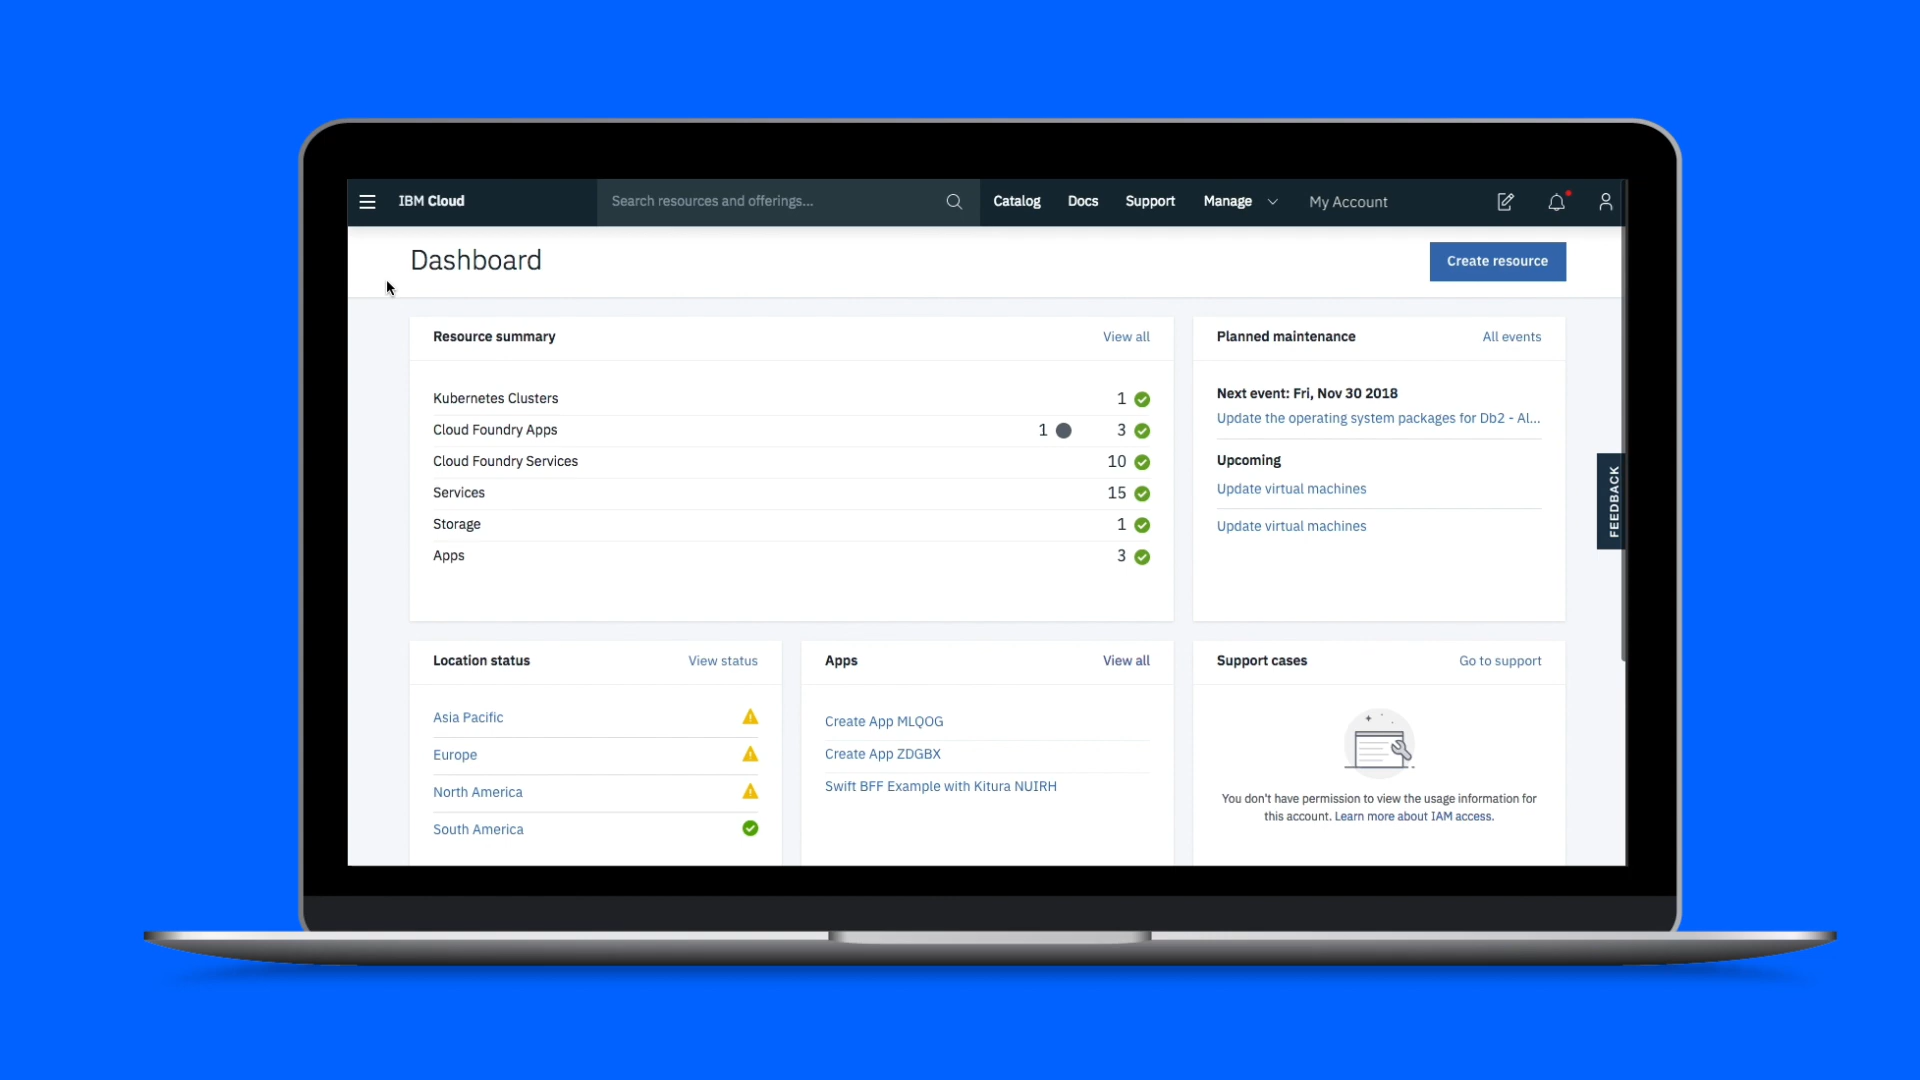 IBM Cloud
Search resources and offerings...
Catalog
Docs
Support
Manage
My Account
Dashboard
Create resource
Resource summary
View all
Kubernetes Clusters 1
Cloud Foundry Apps 1 3
Cloud Foundry Services 10
Services 15
Storage 1
Apps 3
Planned maintenance
All events
Next event: Fri, Nov 30 2018
Update the operating system packages for Db2 - Al...
Upcoming
Update virtual machines
Update virtual machines
FEEDBACK
Location status
View status
Asia Pacific
Europe
North America
South America
Apps
View all
Create App MLQOG
Create App ZDGBX
Swift BFF Example with Kitura NUIRH
Support cases
Go to support
You don't have permission to view the usage information for
this account. Learn more about IAM access.